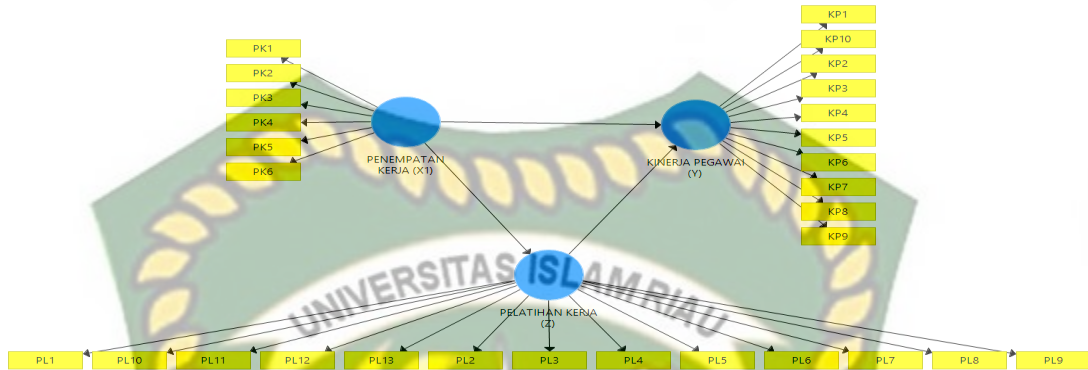 PK1
PK2
PK3
PK4
PK5
PK6
PENEMPATAN
KERJA (X1)
KP1
KP10
KP2
KP3
KP4
KP5
KP6
KP7
KP8
KP9
KINERJA PEGAWAI
(Y)
UNIVERSITAS ISLAM RIAU
PELATIHAN KERJA
(Z)
PL1 PL10 PL11 PL12 PL13 PL2 PL3 PL4 PL5 PL6 PL7 PL8 PL9